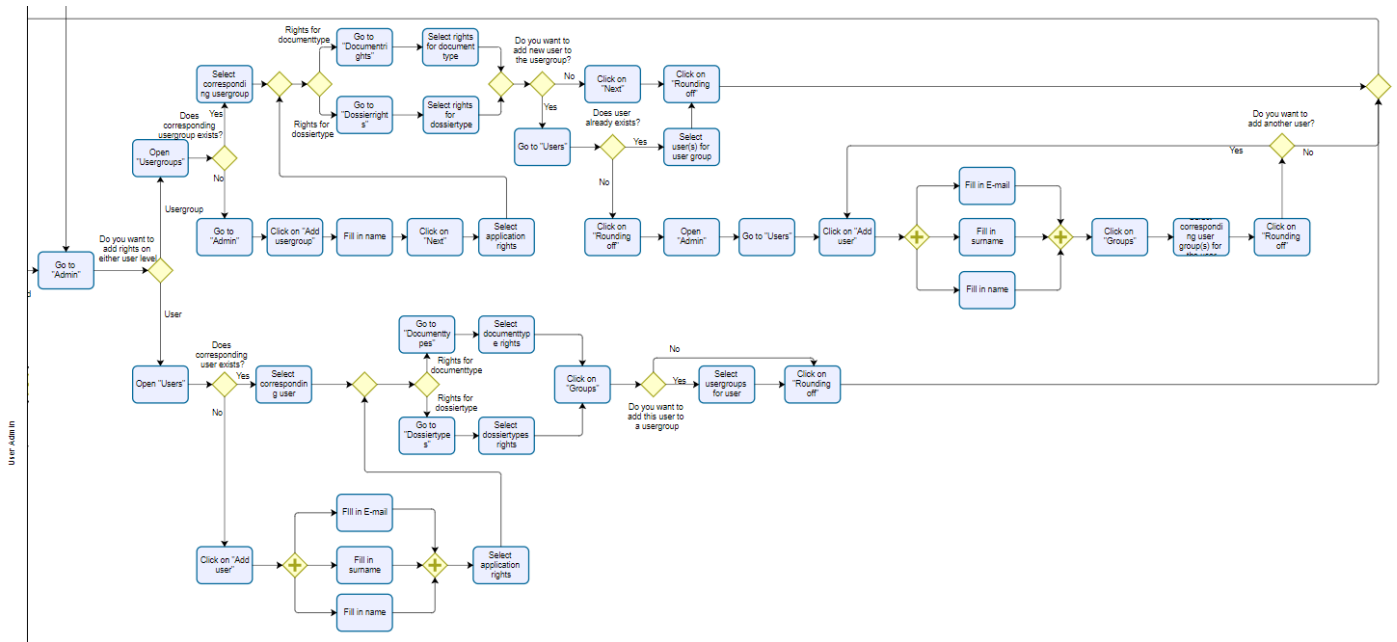 Rights for
documenttype
Go to
"Documentri
ghts"
Select rights
for document
type
Do you want to
add new user to
the usergroup?
No
Click on
"Next"
Click on
"Rounding
off"
Select
correspondi
ng usergroup
Yes
Does
corresponding
usergroup exists?
Rights for
dossiertype
Go to
"Dossierrights
"
Select rights
for
dossiertype
Yes
Does user
already exists?
Yes
Go to "Users"
Select
user(s) for
user group
No
Do you want to
add another user?
Yes
No
Open
"Usergroups"
No
Usergroup
Go to
"Admin"
Click on "Add
usergroup"
Fill in name
Click on
"Next"
Select
application
rights
Click on
"Rounding
off"
Open
"Admin"
Go to "Users"
Click on "Add
user"
Fill in E-mail
Fill in
surname
Fill in name
Click on
"Groups"
correspondi
ng user
group(s) for
Click on
"Rounding
off"
Do you want to
add rights on
either user level
Go to
"Admin"
User
Open "Users"
Does
corresponding
user exists?
Yes
Select
correspondin
g user
No
Go to
"Documentty
pes"
Select
documenttyp
e rights
Rights for
documenttype
Rights for
dossiertype
Go to
"Dossiertype
s"
Select
dossiertypes
rights
Click on
"Groups"
No
Yes
Do you want to
add this user to
a usergroup
Select
usergroups
for user
Click on
"Rounding
off"
Click on "Add
user"
FIll in E-mail
Fill in
surname
Fill in name
Select
application
rights
User Admin